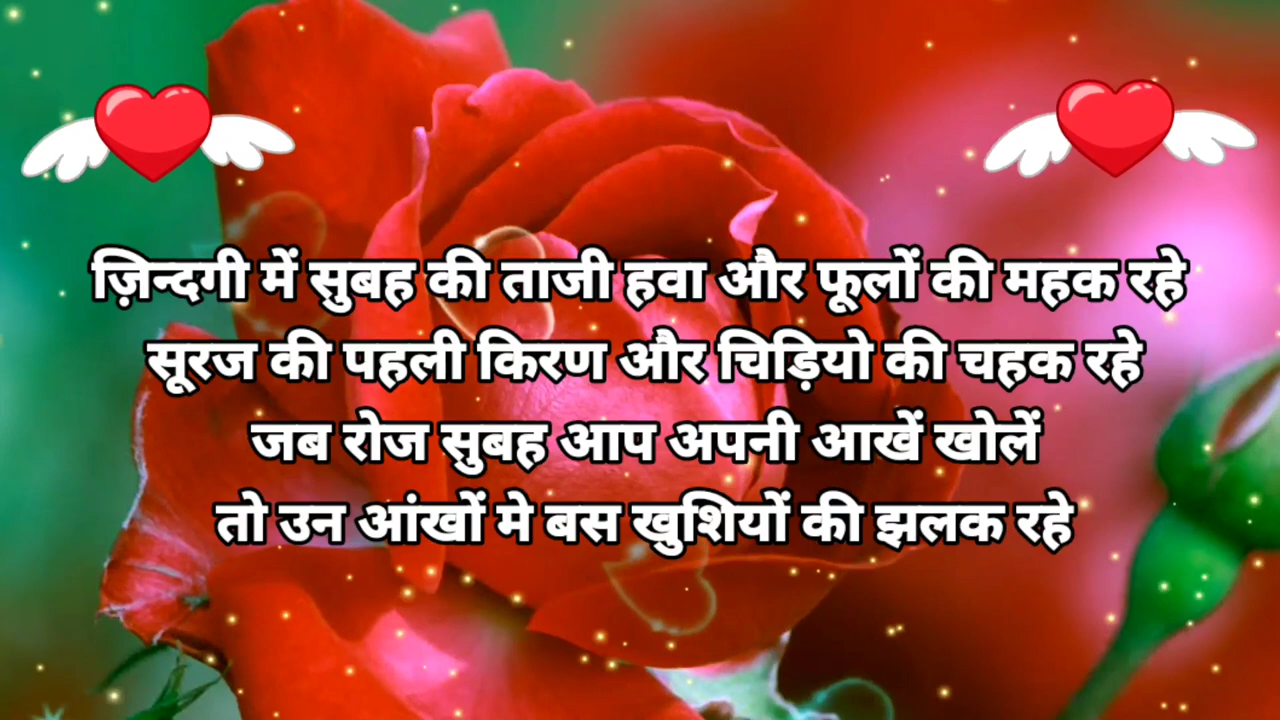 ज़िन्दगी में सुबह की ताजी हवा और फूलों की महक रहे
सूरज की पहली किरण और चिड़ियो की चहक रहे
जब रोज सुबह आप अपनी आखें खोलें
तो उन आंखों मे बस खुशियों की झलक रहे